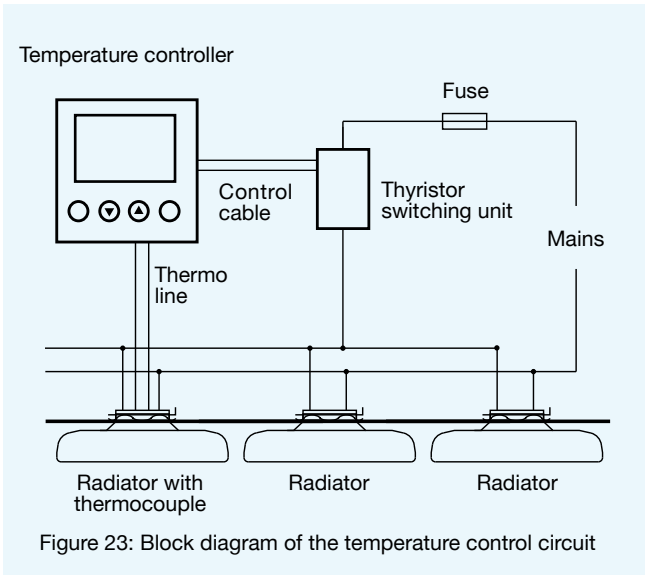 Temperature controller
Fuse
Control
cable
Thyristor
switching unit
Mains
Thermo
line
Radiator with
thermocouple
Radiator
Radiator
Figure 23: Block diagram of the temperature control circuit